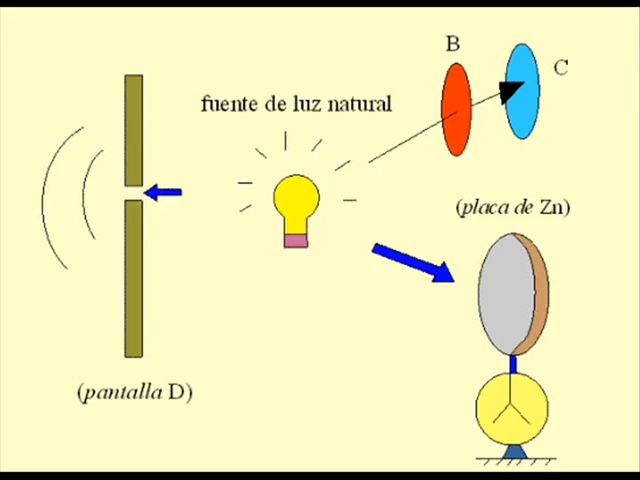 B
C
fuente de luz natural
(placa de Zn)
(pantalla D)